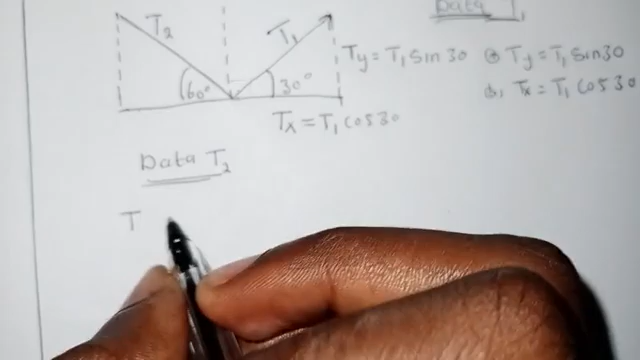 Data T₁
T₂
T₁
Ty = T₁ sin 30
ⓐ Ty = T₁ sin 30
60°
30°
b, Tx = T₁ cos 30
Tx = T₁ cos 30
Data T₂
T